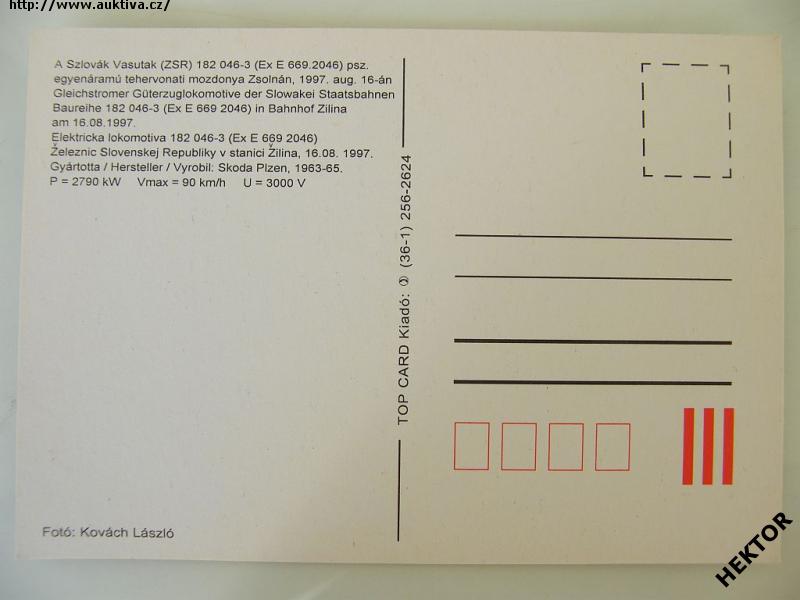 http://www.auktiva.cz/
A Szlovák Vasutak (ZSR) 182 046-3 (Ex E 669.2046) psz.
egyenáramú tehervonati mozdonya Zsolnán, 1997. aug. 16-án
Gleichstromer Güterzuglokomotive der Slowakei Staatsbahnen
Baureihe 182 046-3 (Ex E 669 2046) in Bahnhof Zilina
am 16.08.1997.
Elektricka lokomotiva 182 046-3 (Ex E 669 2046)
Železnic Slovenskej Republiky v stanici Žilina, 16.08. 1997.
Gyártotta / Hersteller / Vyrobil: Skoda Plzen, 1963-65.
P = 2790 kW Vmax = 90 km/h U = 3000 V
TOP CARD Kiadó: (36-1) 256-2624
Fotó: Kovách László
HEKTOR